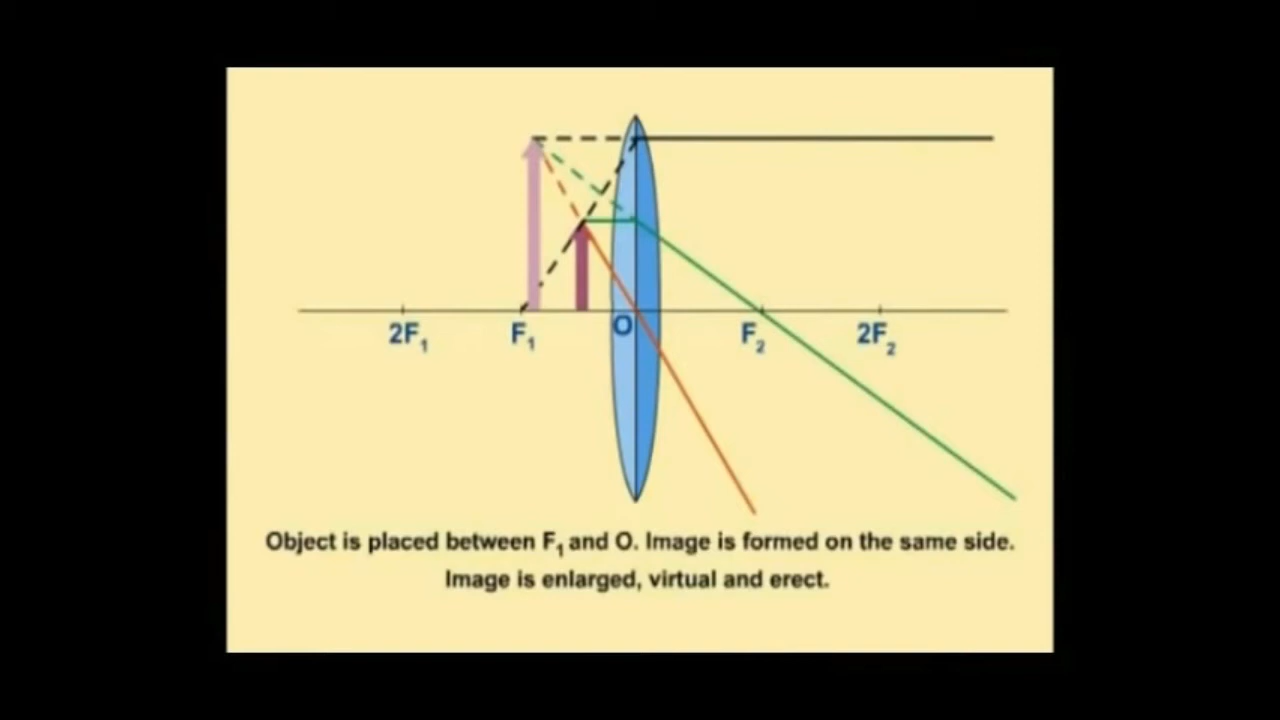 2F₁ F₁ O F₂ 2F₂
Object is placed between F₁ and O. Image is formed on the same side.
Image is enlarged, virtual and erect.